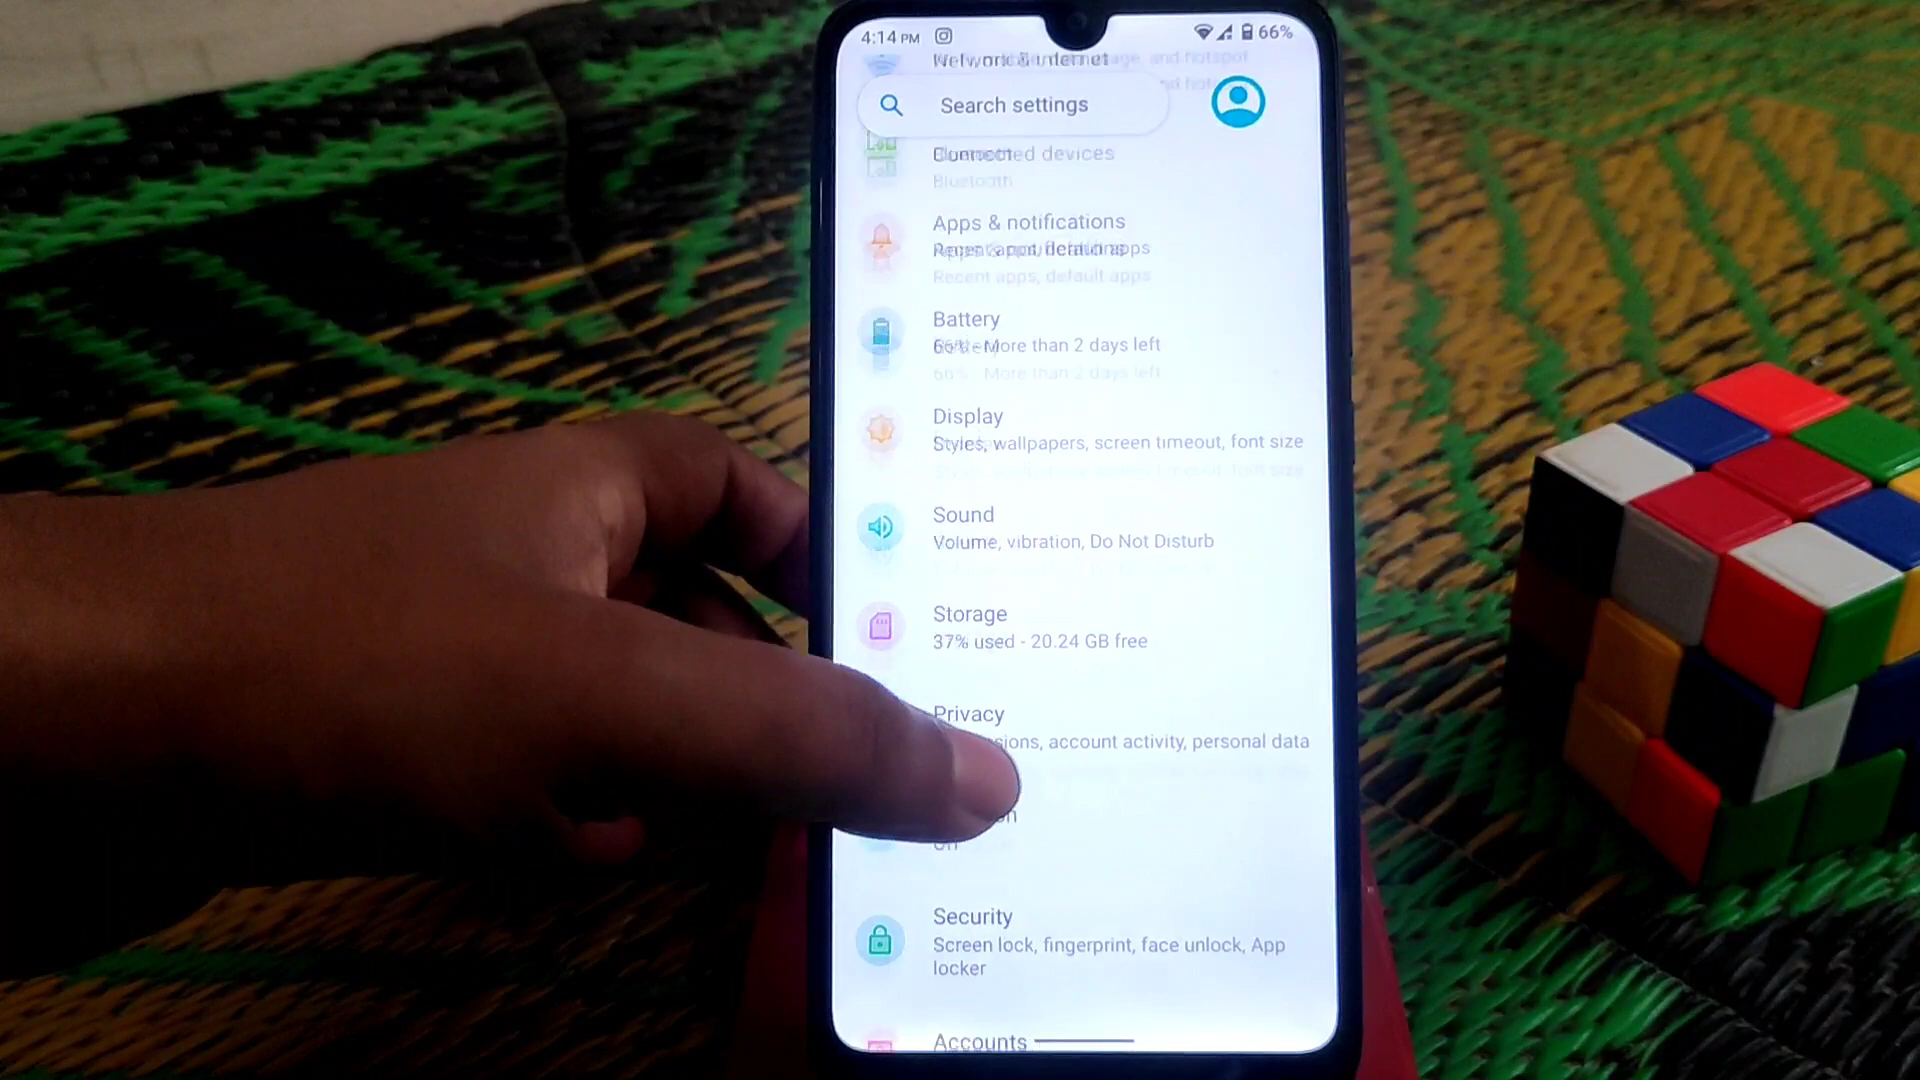 4:14 PM
66%
Network & internet
Search settings
Connected devices
Bluetooth
Apps & notifications
Recent apps, default apps
Recent apps, default apps
Battery
66% - More than 2 days left
66% - More than 2 days left
Display
Styles, wallpapers, screen timeout, font size
Sound
Volume, vibration, Do Not Disturb
Storage
37% used - 20.24 GB free
Privacy
account activity, personal data
Security
Screen lock, fingerprint, face unlock, App
locker
Accounts